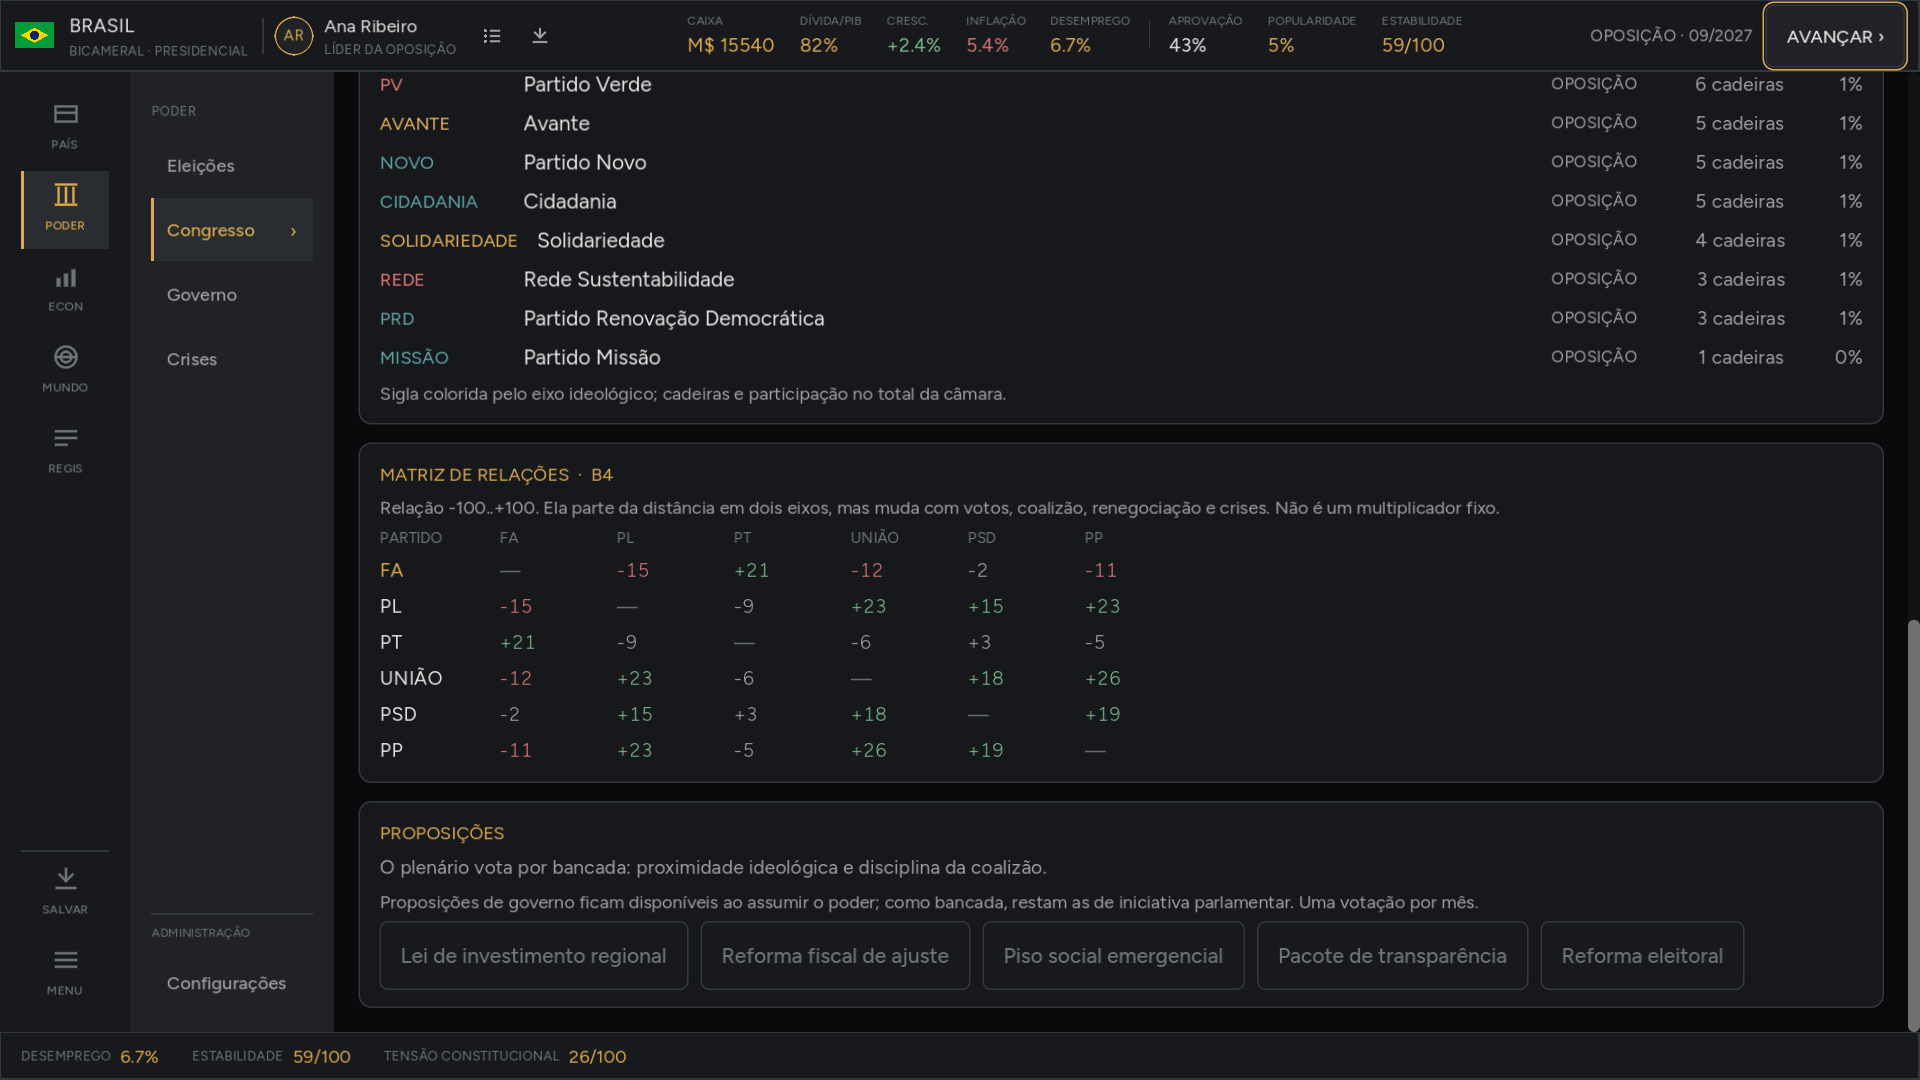 BRASIL
BICAMERAL · PRESIDENCIAL
AR
Ana Ribeiro
LÍDER DA OPOSIÇÃO
CAIXA
M$ 15540
DÍVIDA/PIB
82%
CRESC.
+2.4%
INFLAÇÃO
5.4%
DESEMPREGO
6.7%
APROVAÇÃO
43%
POPULARIDADE
5%
ESTABILIDADE
59/100
OPOSIÇÃO · 09/2027
AVANÇAR ›
PAÍS
PODER
ECON
MUNDO
REGIS
SALVAR
MENU
PODER
Eleições
Congresso ›
Governo
Crises
ADMINISTRAÇÃO
Configurações
PV Partido Verde OPOSIÇÃO 6 cadeiras 1%
AVANTE Avante OPOSIÇÃO 5 cadeiras 1%
NOVO Partido Novo OPOSIÇÃO 5 cadeiras 1%
CIDADANIA Cidadania OPOSIÇÃO 5 cadeiras 1%
SOLIDARIEDADE Solidariedade OPOSIÇÃO 4 cadeiras 1%
REDE Rede Sustentabilidade OPOSIÇÃO 3 cadeiras 1%
PRD Partido Renovação Democrática OPOSIÇÃO 3 cadeiras 1%
MISSÃO Partido Missão OPOSIÇÃO 1 cadeiras 0%
Sigla colorida pelo eixo ideológico; cadeiras e participação no total da câmara.
MATRIZ DE RELAÇÕES · B4
Relação -100..+100. Ela parte da distância em dois eixos, mas muda com votos, coalizão, renegociação e crises. Não é um multiplicador fixo.
PARTIDO FA PL PT UNIÃO PSD PP
FA — -15 +21 -12 -2 -11
PL -15 — -9 +23 +15 +23
PT +21 -9 — -6 +3 -5
UNIÃO -12 +23 -6 — +18 +26
PSD -2 +15 +3 +18 — +19
PP -11 +23 -5 +26 +19 —
PROPOSIÇÕES
O plenário vota por bancada: proximidade ideológica e disciplina da coalizão.
Proposições de governo ficam disponíveis ao assumir o poder; como bancada, restam as de iniciativa parlamentar. Uma votação por mês.
Lei de investimento regional
Reforma fiscal de ajuste
Piso social emergencial
Pacote de transparência
Reforma eleitoral
DESEMPREGO 6.7% ESTABILIDADE 59/100 TENSÃO CONSTITUCIONAL 26/100